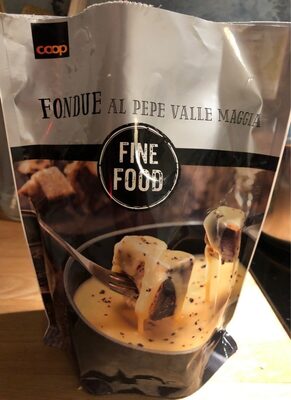 coop
FONDUE AL PEPE VALLE MAGGIA
FINE
FOOD